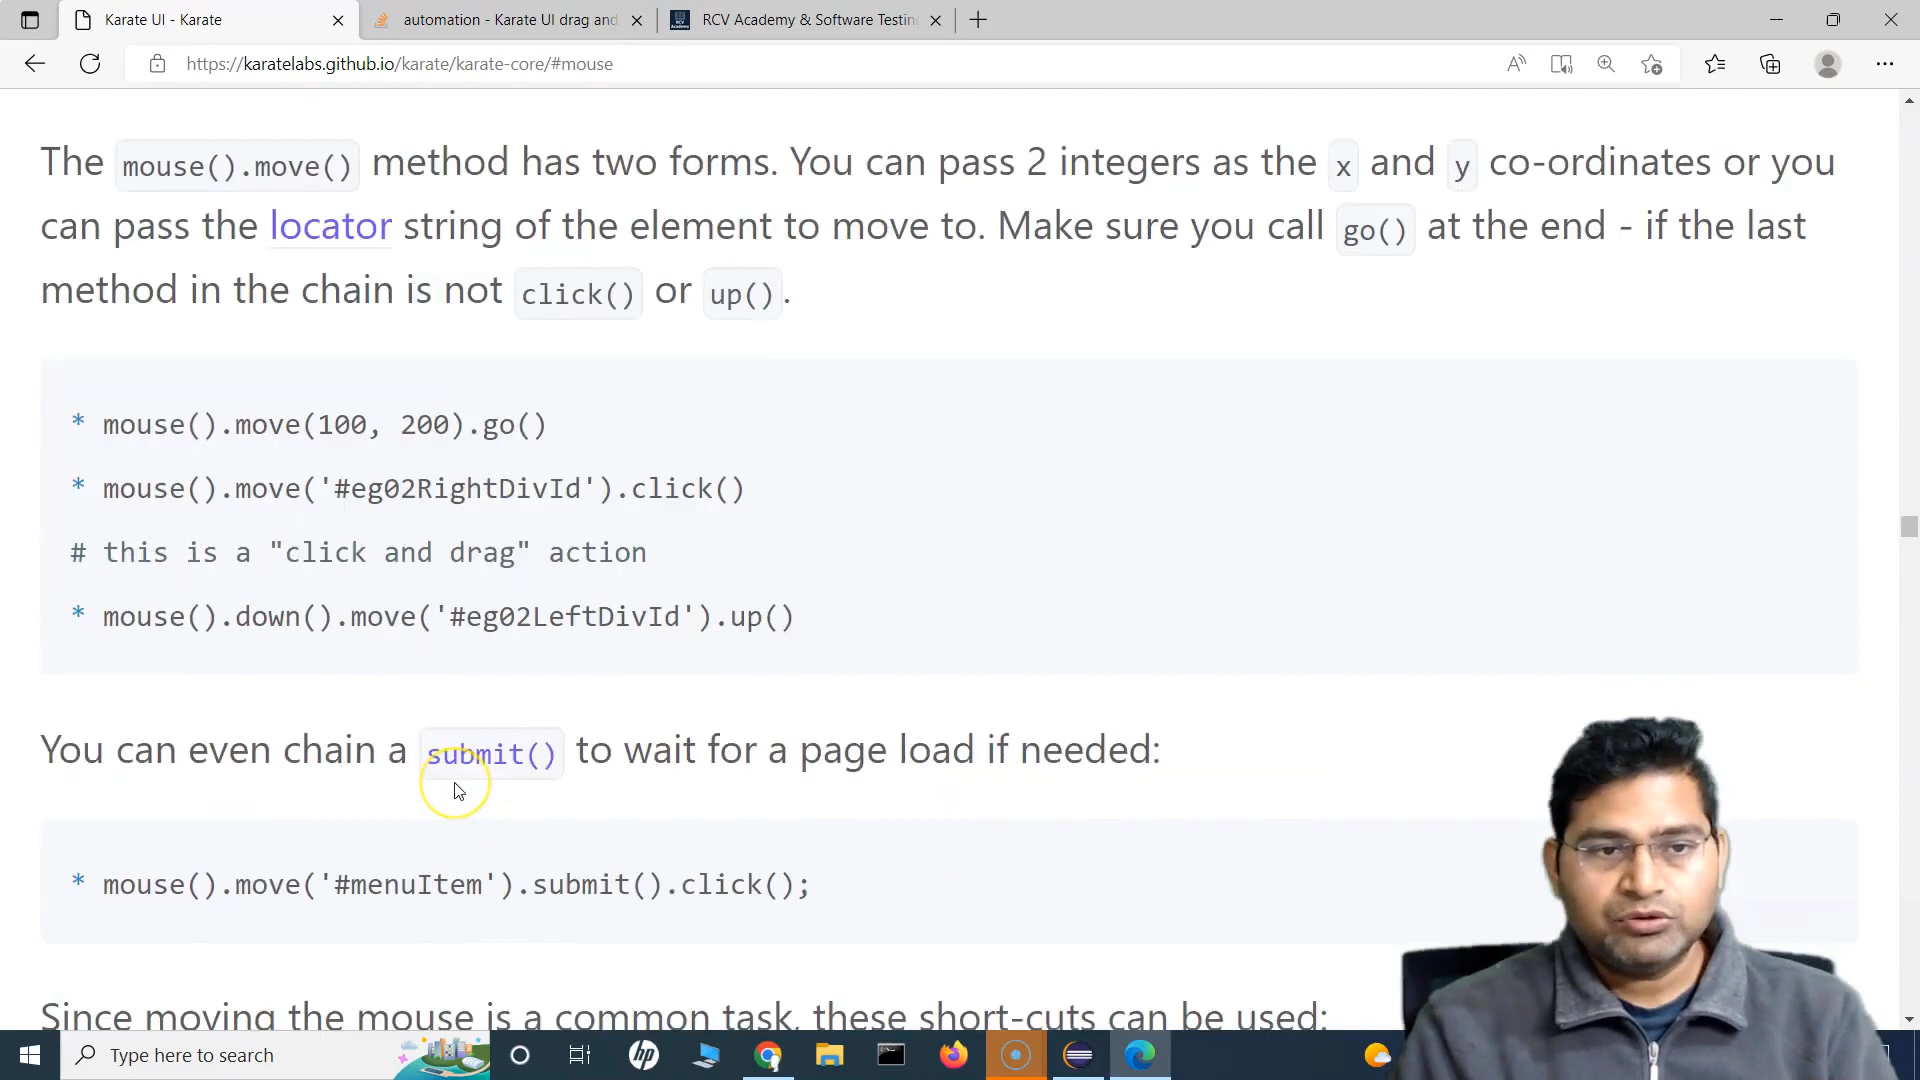 Karate UI - Karate
automation - Karate UI drag and
RCV Academy & Software Testin
https://karatelabs.github.io/karate/karate-core/#mouse
The mouse().move() method has two forms. You can pass 2 integers as the x and y co-ordinates or you
can pass the locator string of the element to move to. Make sure you call go() at the end - if the last
method in the chain is not click() or up().
* mouse().move(100, 200).go()
* mouse().move('#eg02RightDivId').click()
# this is a "click and drag" action
* mouse().down().move('#eg02LeftDivId').up()
You can even chain a submit() to wait for a page load if needed:
* mouse().move('#menuItem').submit().click();
Since moving the mouse is a common task, these short-cuts can be used:
Type here to search
hp